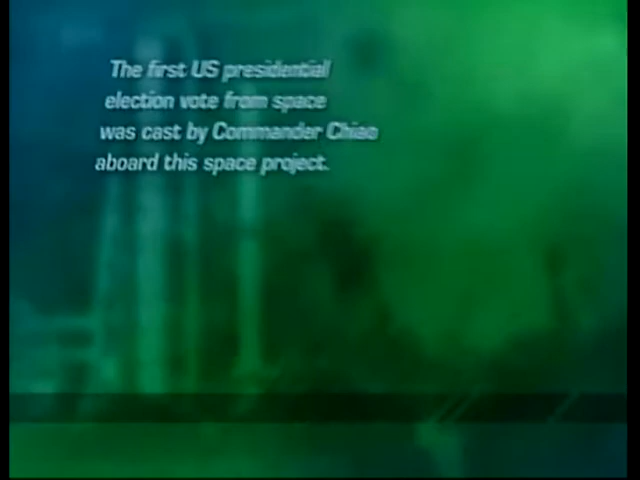 The first US presidential
election vote from space
was cast by Commander Chiao
aboard this space project.